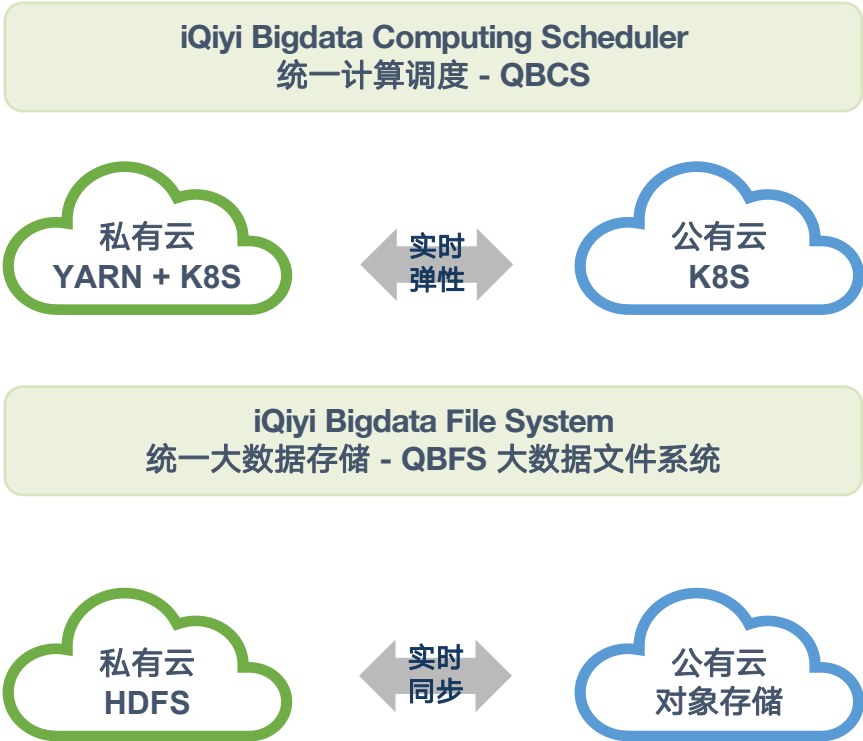 iQiyi Bigdata Computing Scheduler
统一计算调度 - QBCS
私有云
YARN + K8S
实时
弹性
公有云
K8S
iQiyi Bigdata File System
统一大数据存储 - QBFS 大数据文件系统
私有云
HDFS
实时
同步
公有云
对象存储